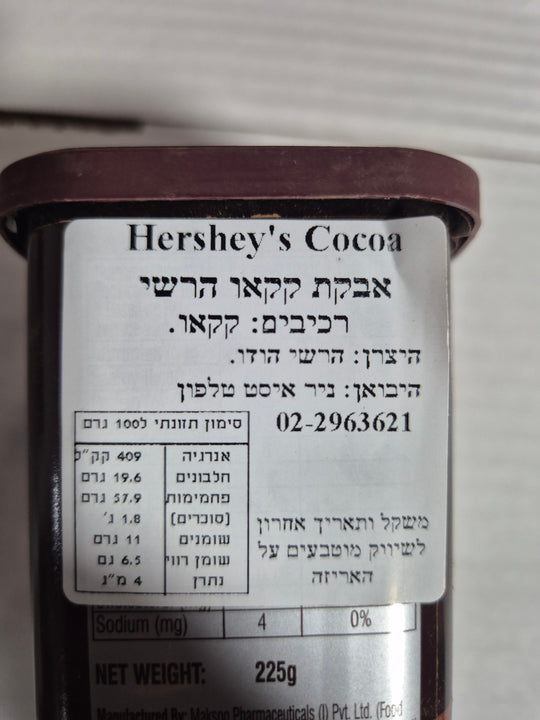 Hershey's Cocoa
אבקת קקאו הרשי
רכיבים: קקאו.
היצרן: הרשי הודו.
היבואן: ניר איסט טלפון
02-2963621
סימון תזונתי ל100 גרם
אנרגיה 409 קק"ל
חלבונים 19.6 גרם
פחמימות 57.9 גרם
(סוכרים) 1.8 ג'
שומנים 11 גרם
שומן רווי 6.5 גם
נתרן 4 מ"ג
משקל ותאריך אחרון
לשיווק מוטבעים על
האריזה
Sodium (mg) 4 0%
NET WEIGHT: 225g
Manufactured By: Maksoo Pharmaceuticals (I) Pvt. Ltd. (Food